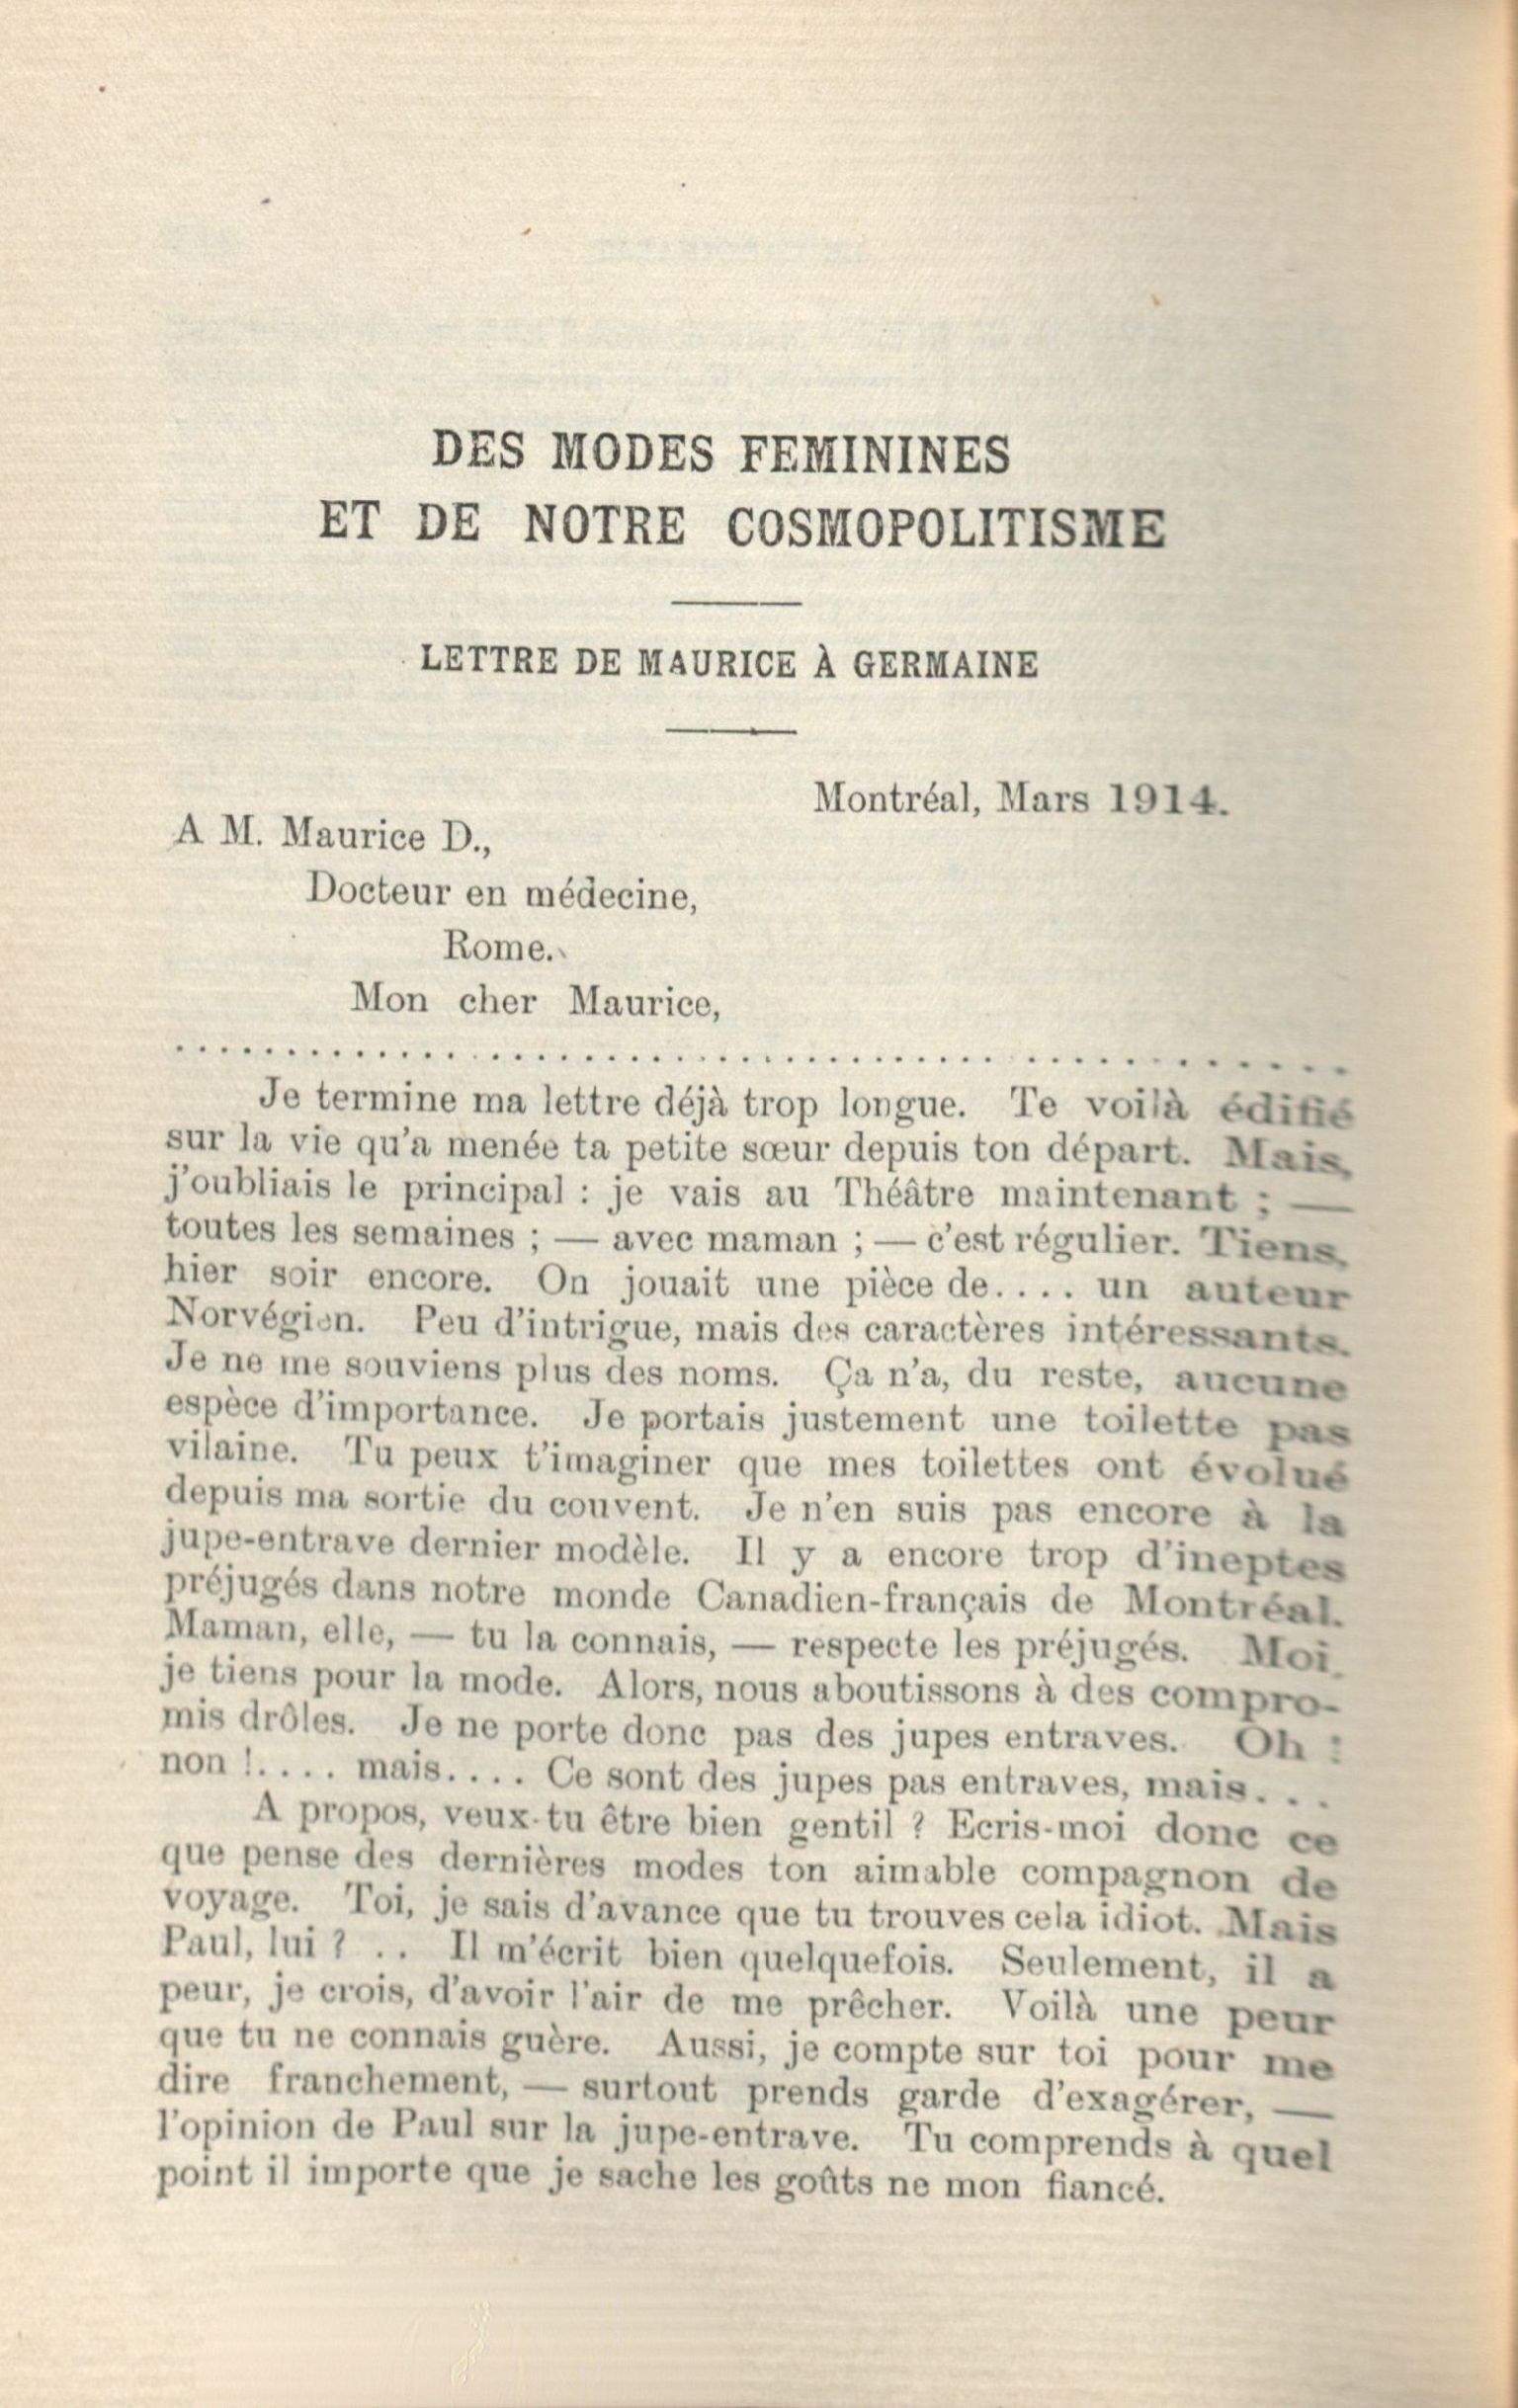 DES MODES FEMININES
ET DE NOTRE COSMOPOLITISME
LETTRE DE MAURICE À GERMAINE
Montréal, Mars 1914.
A M. Maurice D.,
Docteur en médecine,
Rome.
Mon cher Maurice,
....................................................
Je termine ma lettre déjà trop longue. Te voilà édifié
sur la vie qu'a menée ta petite sœur depuis ton départ. Mais,
j'oubliais le principal : je vais au Théâtre maintenant ; —
toutes les semaines ; — avec maman ; — c'est régulier. Tiens,
hier soir encore. On jouait une pièce de.... un auteur
Norvégien. Peu d'intrigue, mais des caractères intéressants.
Je ne me souviens plus des noms. Ça n'a, du reste, aucune
espèce d'importance. Je portais justement une toilette pas
vilaine. Tu peux t'imaginer que mes toilettes ont évolué
depuis ma sortie du couvent. Je n'en suis pas encore à la
jupe-entrave dernier modèle. Il y a encore trop d'ineptes
préjugés dans notre monde Canadien-français de Montréal.
Maman, elle, — tu la connais, — respecte les préjugés. Moi,
je tiens pour la mode. Alors, nous aboutissons à des compro-
mis drôles. Je ne porte donc pas des jupes entraves. Oh !
non !.... mais.... Ce sont des jupes pas entraves, mais...
A propos, veux-tu être bien gentil ? Ecris-moi donc ce
que pense des dernières modes ton aimable compagnon de
voyage. Toi, je sais d'avance que tu trouves cela idiot. Mais
Paul, lui ? .. Il m'écrit bien quelquefois. Seulement, il a
peur, je crois, d'avoir l'air de me prêcher. Voilà une peur
que tu ne connais guère. Aussi, je compte sur toi pour me
dire franchement, — surtout prends garde d'exagérer, —
l'opinion de Paul sur la jupe-entrave. Tu comprends à quel
point il importe que je sache les goûts ne mon fiancé.